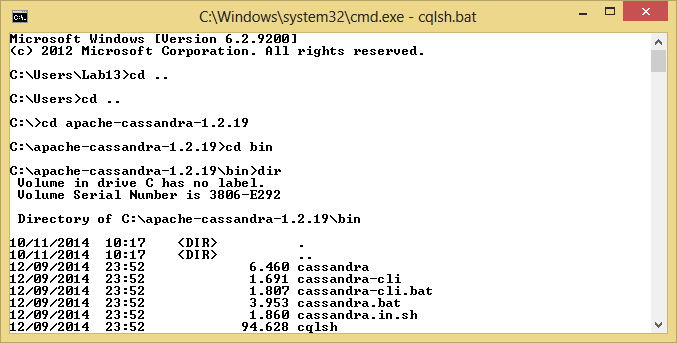 C:\Windows\system32\cmd.exe - cqlsh.bat
Microsoft Windows [Version 6.2.9200]
(c) 2012 Microsoft Corporation. All rights reserved.
C:\Users\Lab13>cd ..
C:\Users>cd ..
C:\>cd apache-cassandra-1.2.19
C:\apache-cassandra-1.2.19>cd bin
C:\apache-cassandra-1.2.19\bin>dir
Volume in drive C has no label.
Volume Serial Number is 3806-E292
Directory of C:\apache-cassandra-1.2.19\bin
10/11/2014  10:17    <DIR>          .
10/11/2014  10:17    <DIR>          ..
12/09/2014  23:52             6.460 cassandra
12/09/2014  23:52             1.691 cassandra-cli
12/09/2014  23:52             1.807 cassandra-cli.bat
12/09/2014  23:52             3.953 cassandra.bat
12/09/2014  23:52             1.860 cassandra.in.sh
12/09/2014  23:52            94.628 cqlsh